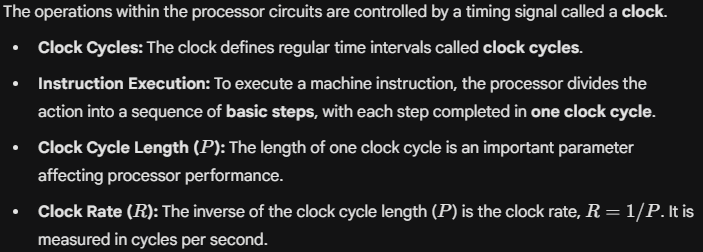 The operations within the processor circuits are controlled by a timing signal called a clock.
• Clock Cycles: The clock defines regular time intervals called clock cycles.
• Instruction Execution: To execute a machine instruction, the processor divides the
action into a sequence of basic steps, with each step completed in one clock cycle.
• Clock Cycle Length (P): The length of one clock cycle is an important parameter
affecting processor performance.
• Clock Rate (R): The inverse of the clock cycle length (P) is the clock rate, R = 1/P. It is
measured in cycles per second.